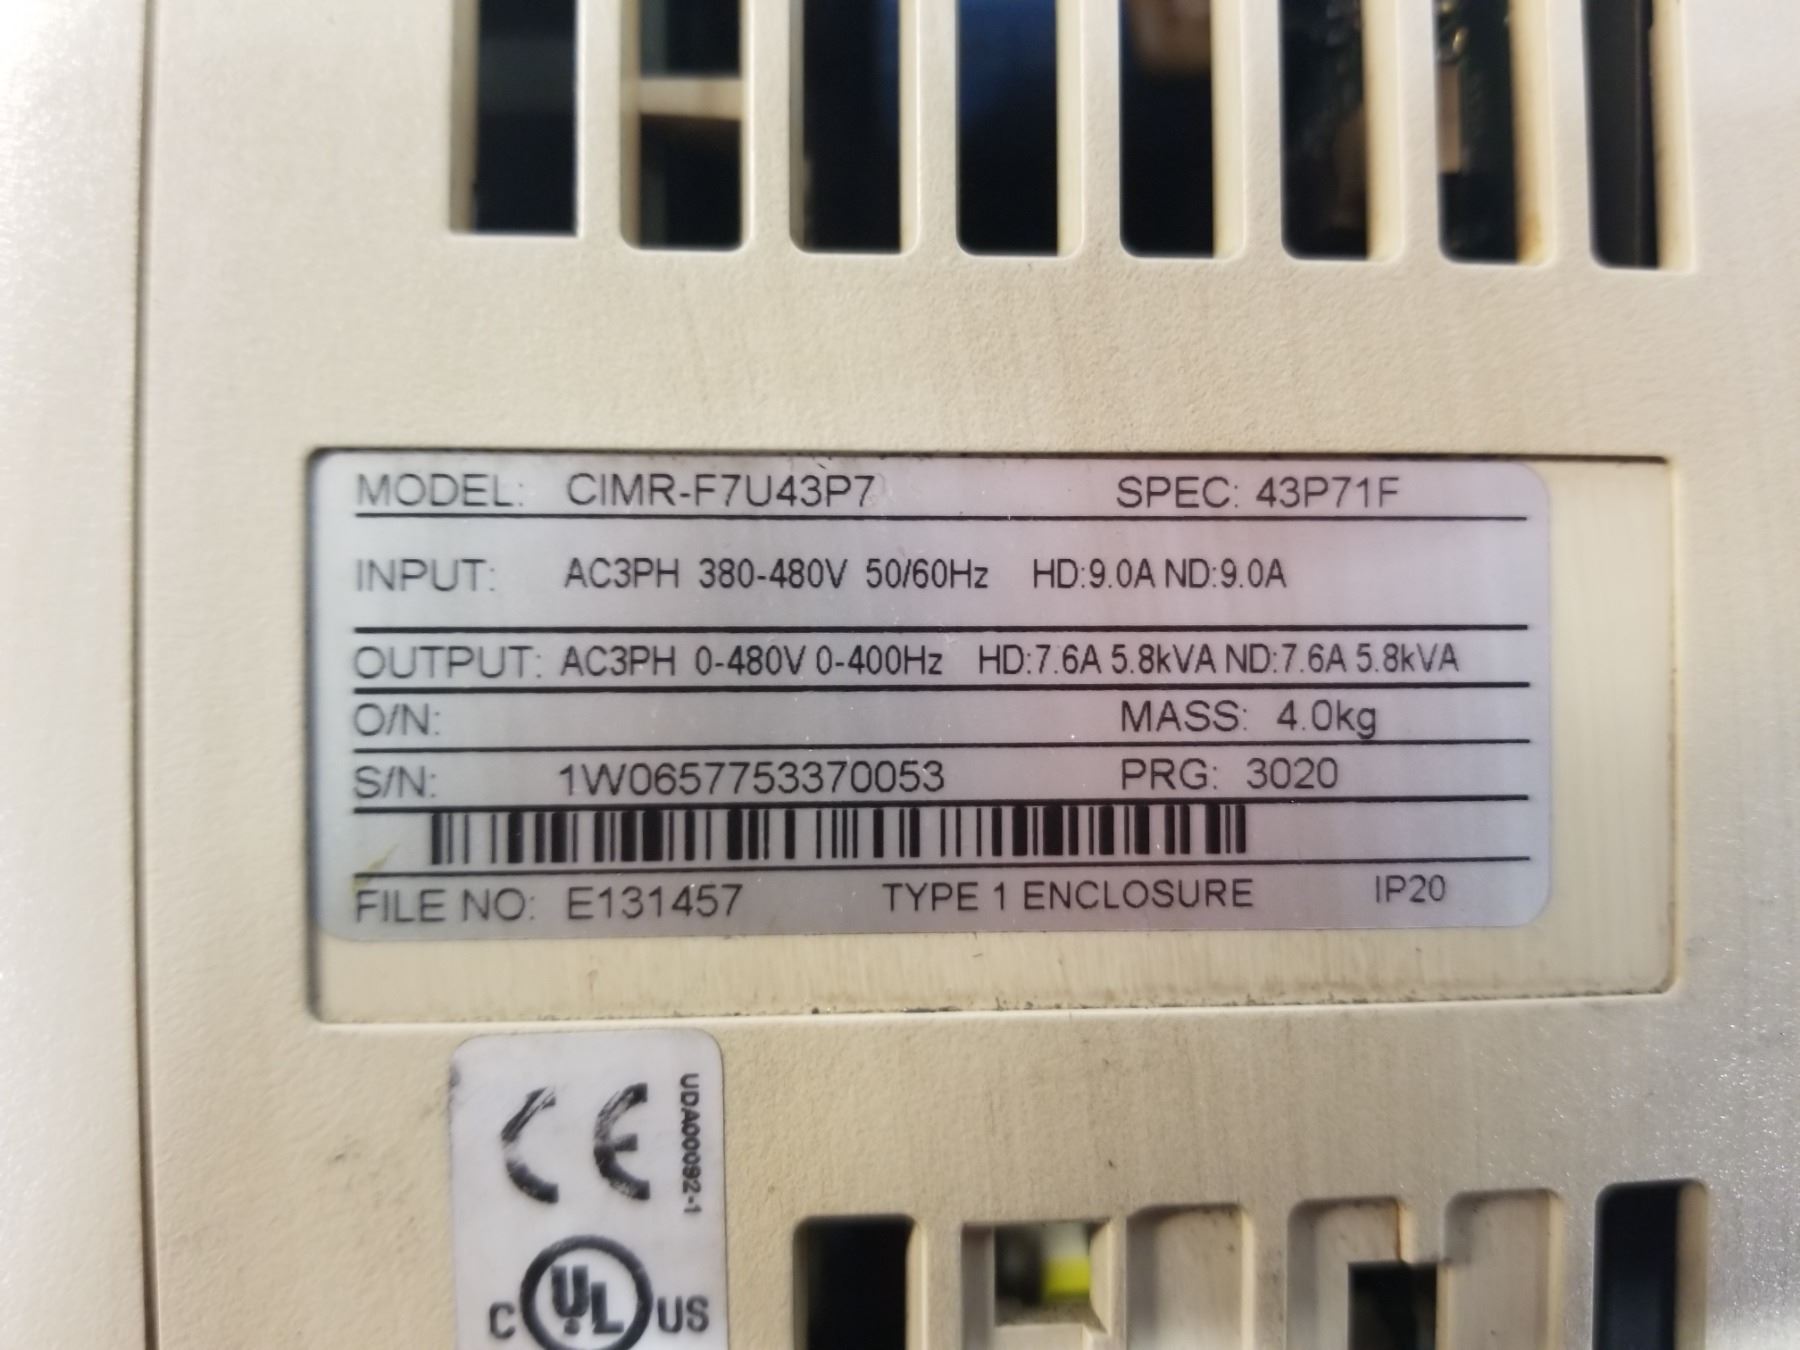 MODEL: CIMR-F7U43P7 SPEC: 43P71F
INPUT: AC3PH 380-480V 50/60Hz HD:9.0A ND:9.0A
OUTPUT: AC3PH 0-480V 0-400Hz HD:7.6A 5.8kVA ND:7.6A 5.8kVA
O/N: MASS: 4.0kg
S/N: 1W0657753370053 PRG: 3020
FILE NO: E131457 TYPE 1 ENCLOSURE IP20
CE
UDA00092-1
C UL US